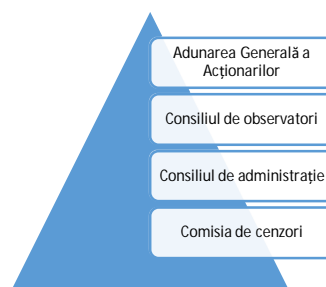 Adunarea Generală a
Acționarilor
Consiliul de observatori
Consiliul de administrație
Comisia de cenzori